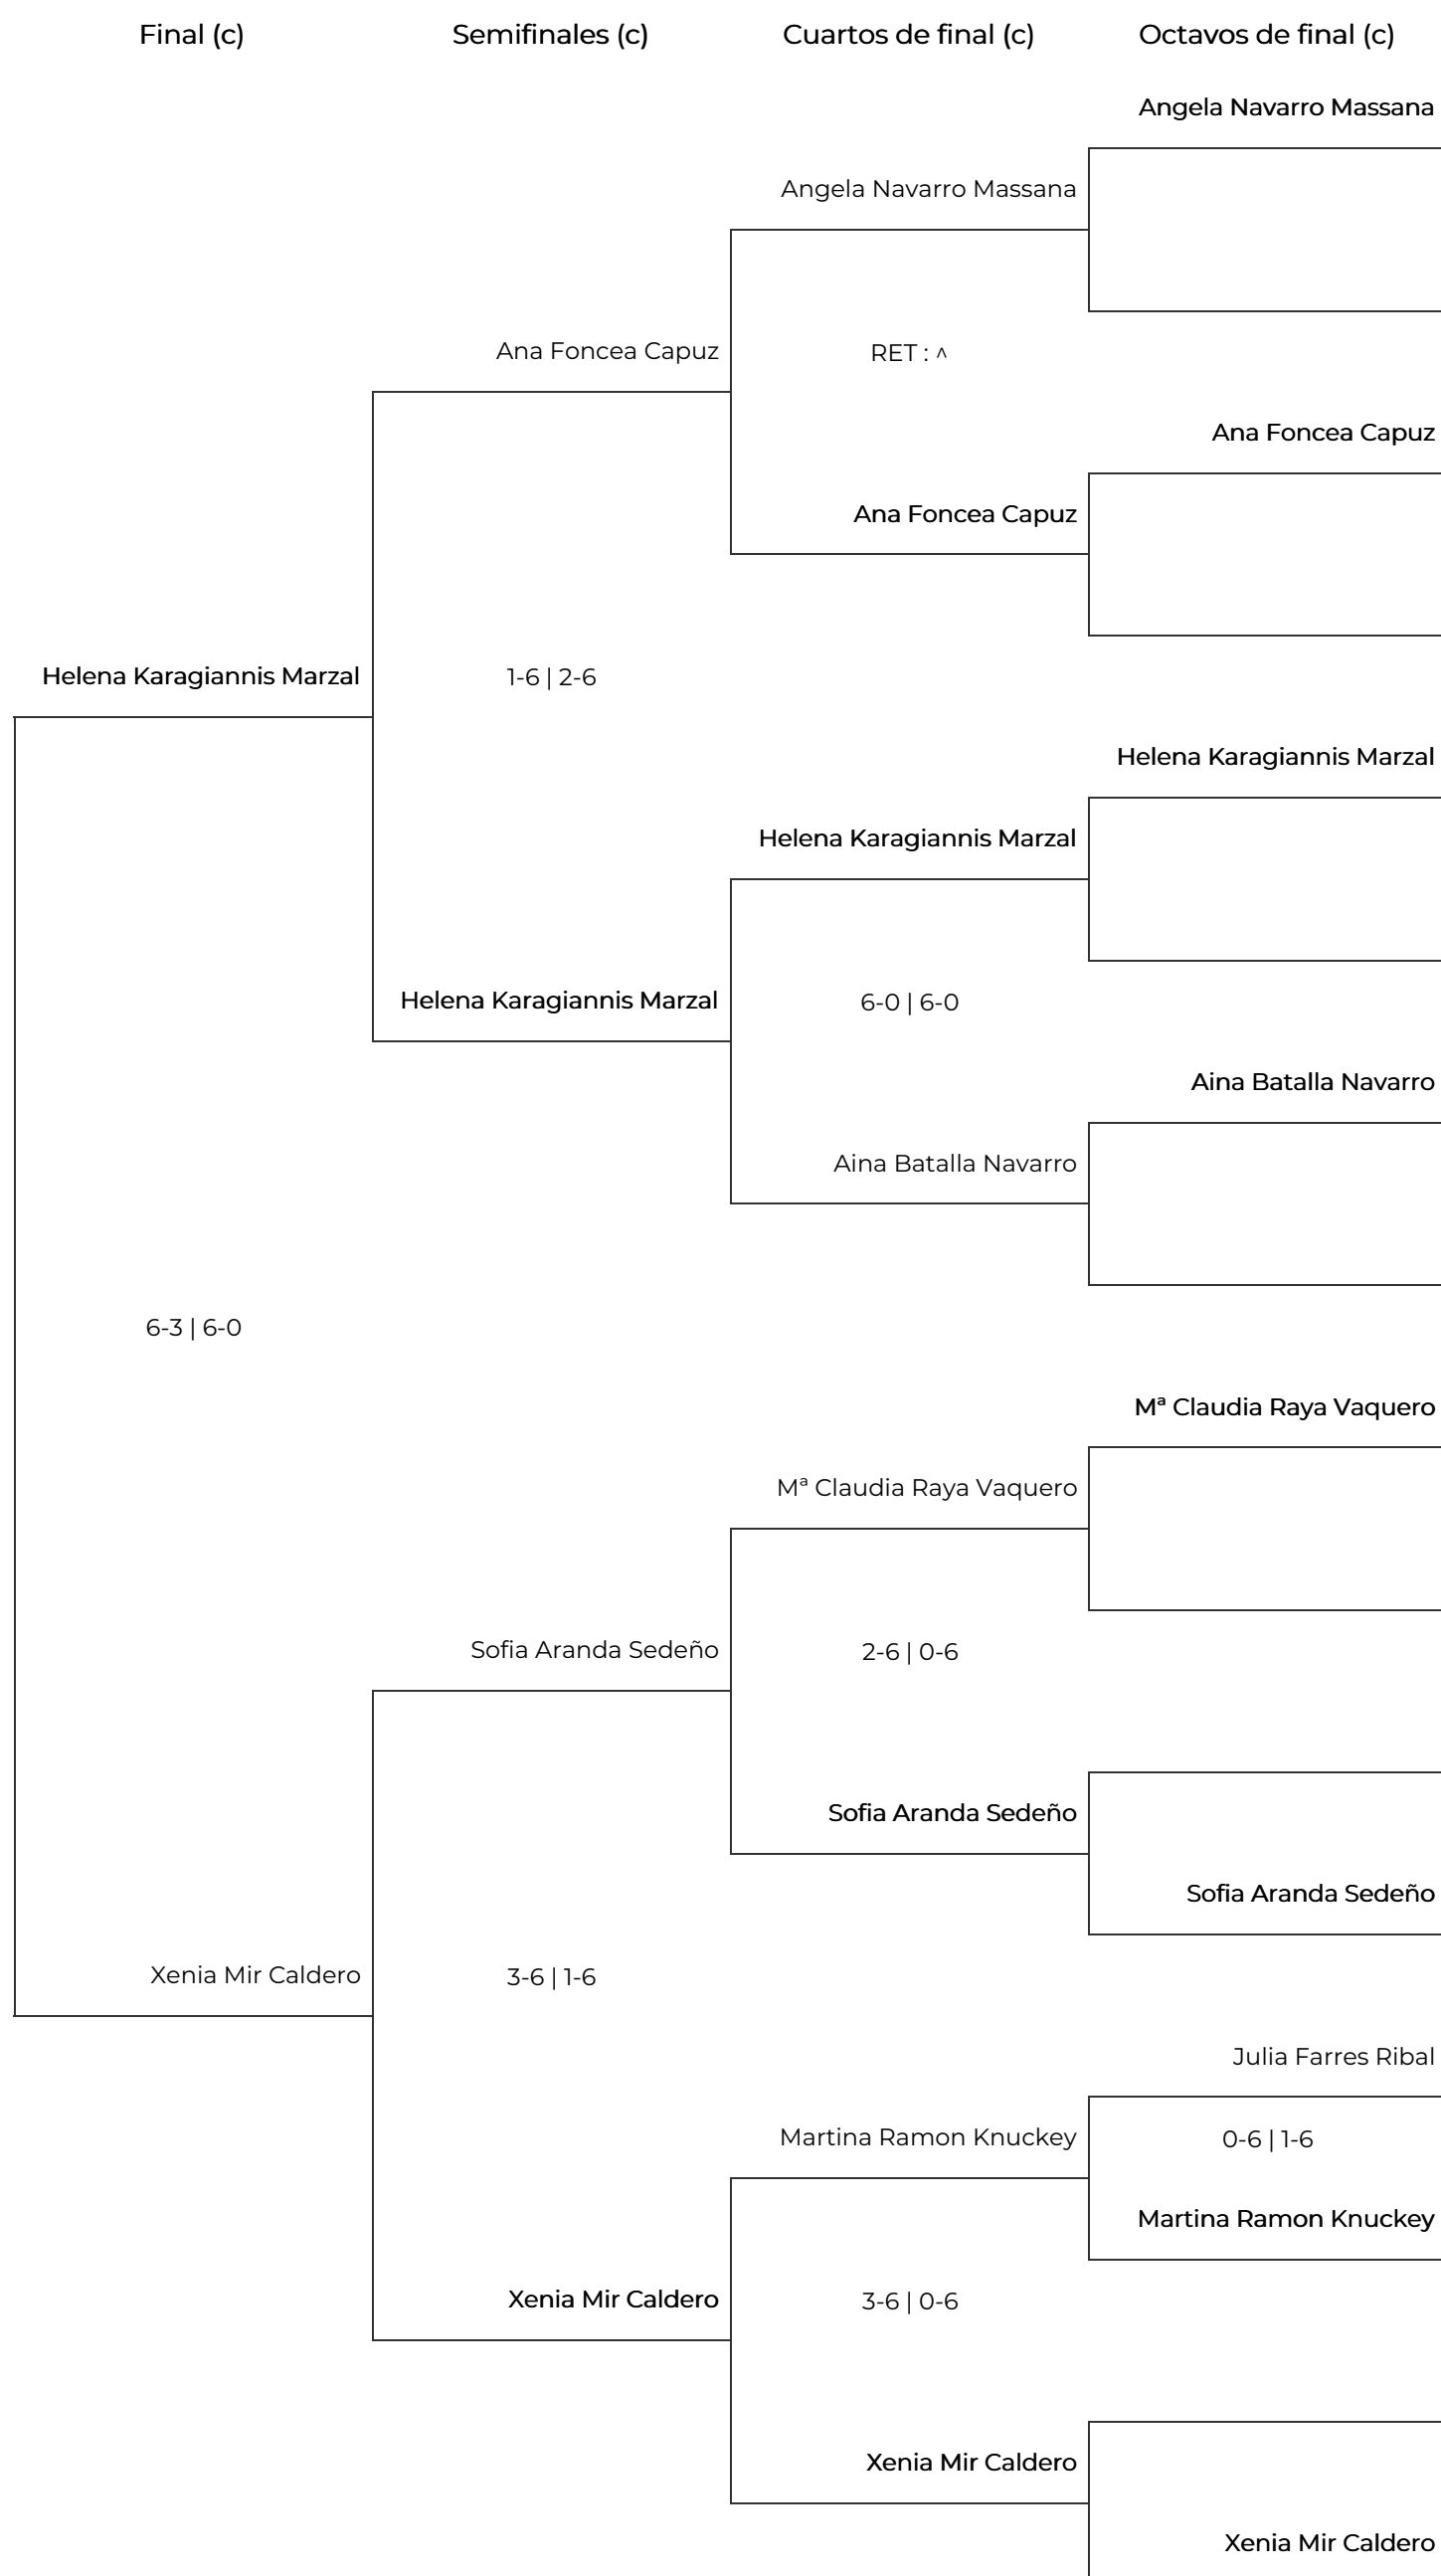 Final (c)
Semifinales (c)
Cuartos de final (c)
Octavos de final (c)
Angela Navarro Massana
Angela Navarro Massana
Ana Foncea Capuz
RET : ^
Ana Foncea Capuz
Ana Foncea Capuz
Helena Karagiannis Marzal
1-6 | 2-6
Helena Karagiannis Marzal
Helena Karagiannis Marzal
Helena Karagiannis Marzal
6-0 | 6-0
Aina Batalla Navarro
Aina Batalla Navarro
6-3 | 6-0
Mª Claudia Raya Vaquero
Mª Claudia Raya Vaquero
Sofia Aranda Sedeño
2-6 | 0-6
Sofia Aranda Sedeño
Sofia Aranda Sedeño
Xenia Mir Caldero
3-6 | 1-6
Julia Farres Ribal
Martina Ramon Knuckey
0-6 | 1-6
Martina Ramon Knuckey
Xenia Mir Caldero
3-6 | 0-6
Xenia Mir Caldero
Xenia Mir Caldero